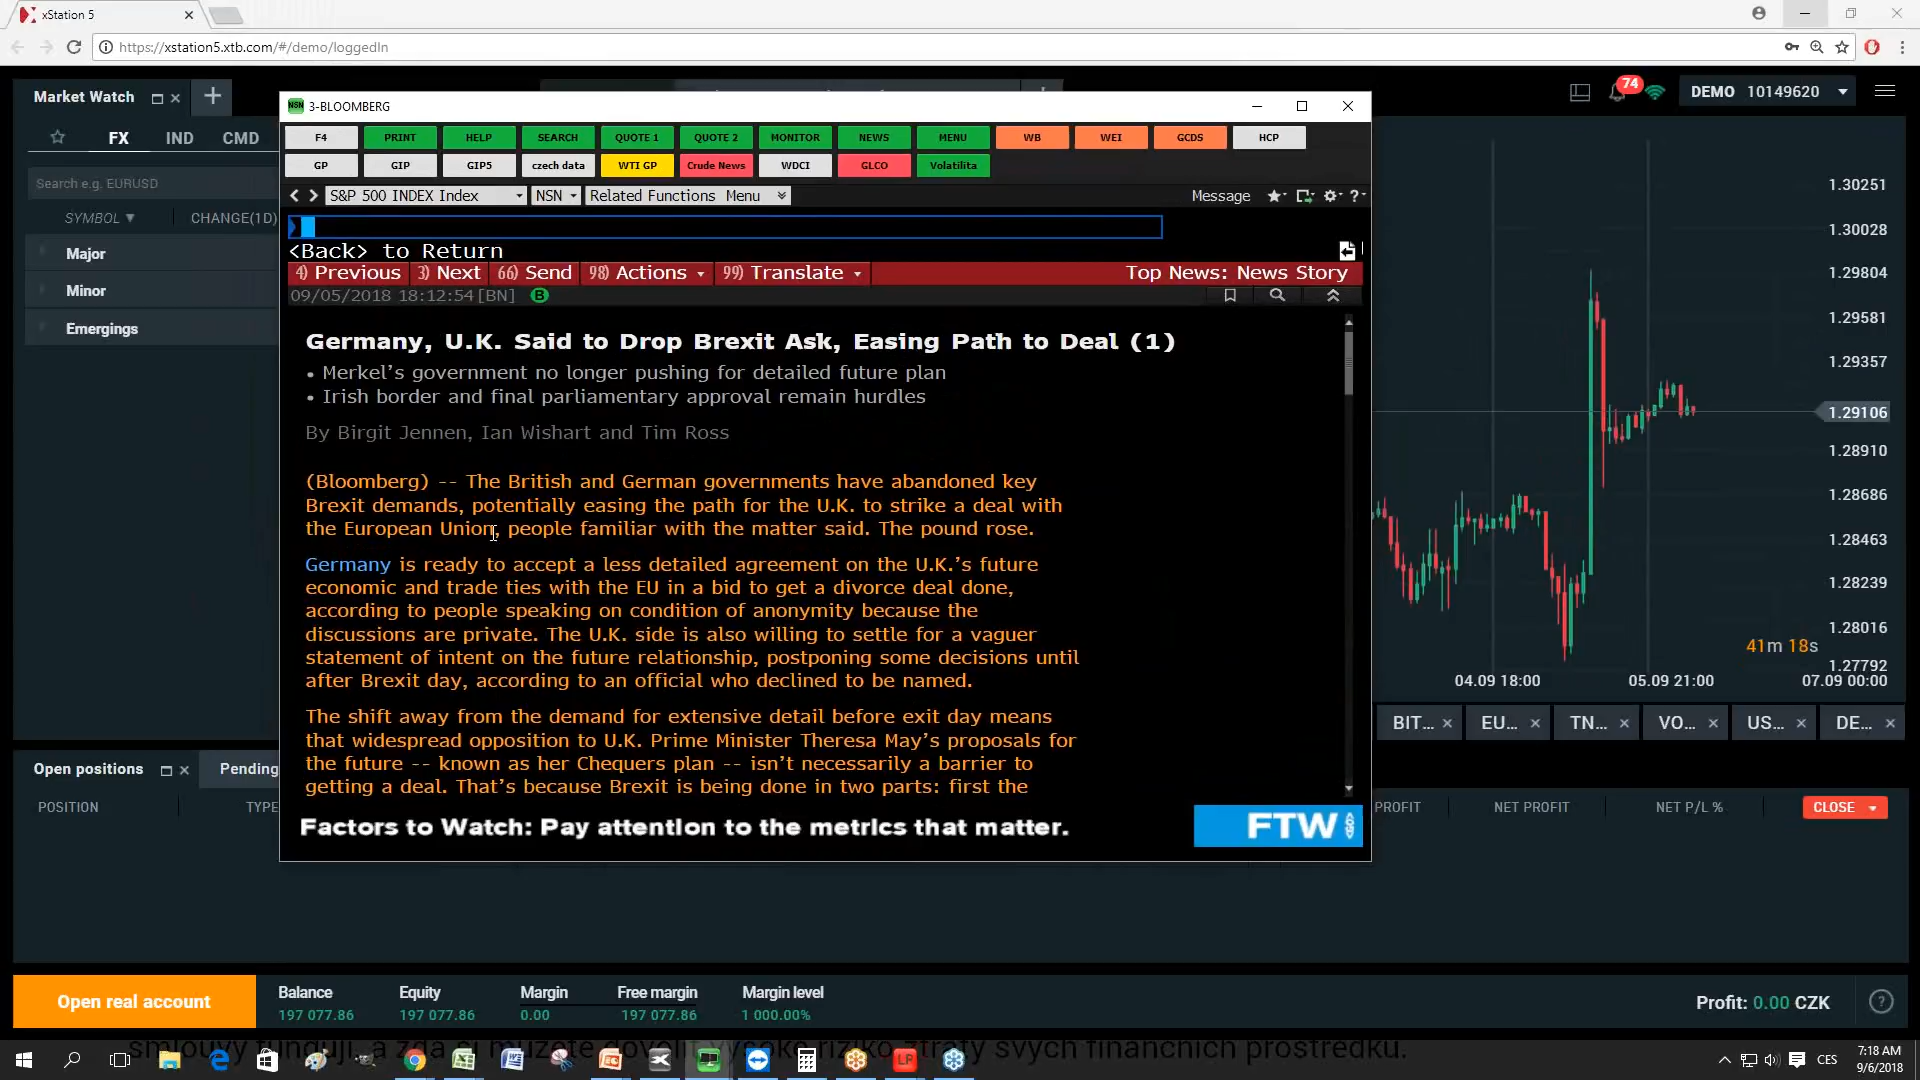 xStation 5
https://xstation5.xtb.com/#/demo/loggedIn
Market Watch
74
DEMO 10149620
FX IND CMD
Search e.g. EURUSD
SYMBOL CHANGE(1D)
Major
Minor
Emergings
3-BLOOMBERG
F4 PRINT HELP SEARCH QUOTE 1 QUOTE 2 MONITOR NEWS MENU WB WEI GCDS HCP
GP GIP GIP5 czech data WTI GP Crude News WDCI GLCO Volatilita
S&P 500 INDEX Index NSN Related Functions Menu Message
<Back> to Return
4) Previous 3) Next 66) Send 98) Actions 99) Translate Top News: News Story
09/05/2018 18:12:54 [BN] B
Germany, U.K. Said to Drop Brexit Ask, Easing Path to Deal (1)
• Merkel's government no longer pushing for detailed future plan
• Irish border and final parliamentary approval remain hurdles
By Birgit Jennen, Ian Wishart and Tim Ross
(Bloomberg) -- The British and German governments have abandoned key
Brexit demands, potentially easing the path for the U.K. to strike a deal with
the European Union, people familiar with the matter said. The pound rose.
Germany is ready to accept a less detailed agreement on the U.K.'s future
economic and trade ties with the EU in a bid to get a divorce deal done,
according to people speaking on condition of anonymity because the
discussions are private. The U.K. side is also willing to settle for a vaguer
statement of intent on the future relationship, postponing some decisions until
after Brexit day, according to an official who declined to be named.
The shift away from the demand for extensive detail before exit day means
that widespread opposition to U.K. Prime Minister Theresa May's proposals for
the future -- known as her Chequers plan -- isn't necessarily a barrier to
getting a deal. That's because Brexit is being done in two parts: first the
Factors to Watch: Pay attention to the metrics that matter.
FTW
1.30251
1.30028
1.29804
1.29581
1.29357
1.29106
1.28910
1.28686
1.28463
1.28239
1.28016
41m 18s
1.27792
04.09 18:00 05.09 21:00 07.09 00:00
BIT... EU... TN... VO... US... DE...
Open positions Pending
POSITION TYPE PROFIT NET PROFIT NET P/L % CLOSE
Open real account
Balance Equity Margin Free margin Margin level
197 077.86 197 077.86 0.00 197 077.86 1 000.00%
Profit: 0.00 CZK
CES
7:18 AM
9/6/2018